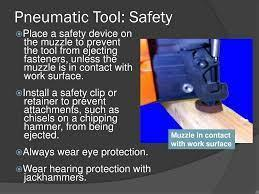 Pneumatic Tool: Safety
Place a safety device on
the muzzle to prevent
the tool from ejecting
fasteners, unless the
muzzle is in contact with
work surface.
Install a safety clip or
retainer to prevent
attachments, such as
chisels on a chipping
hammer, from being
ejected.
Always wear eye protection.
Wear hearing protection with
jackhammers.
Muzzle in contact
with work surface